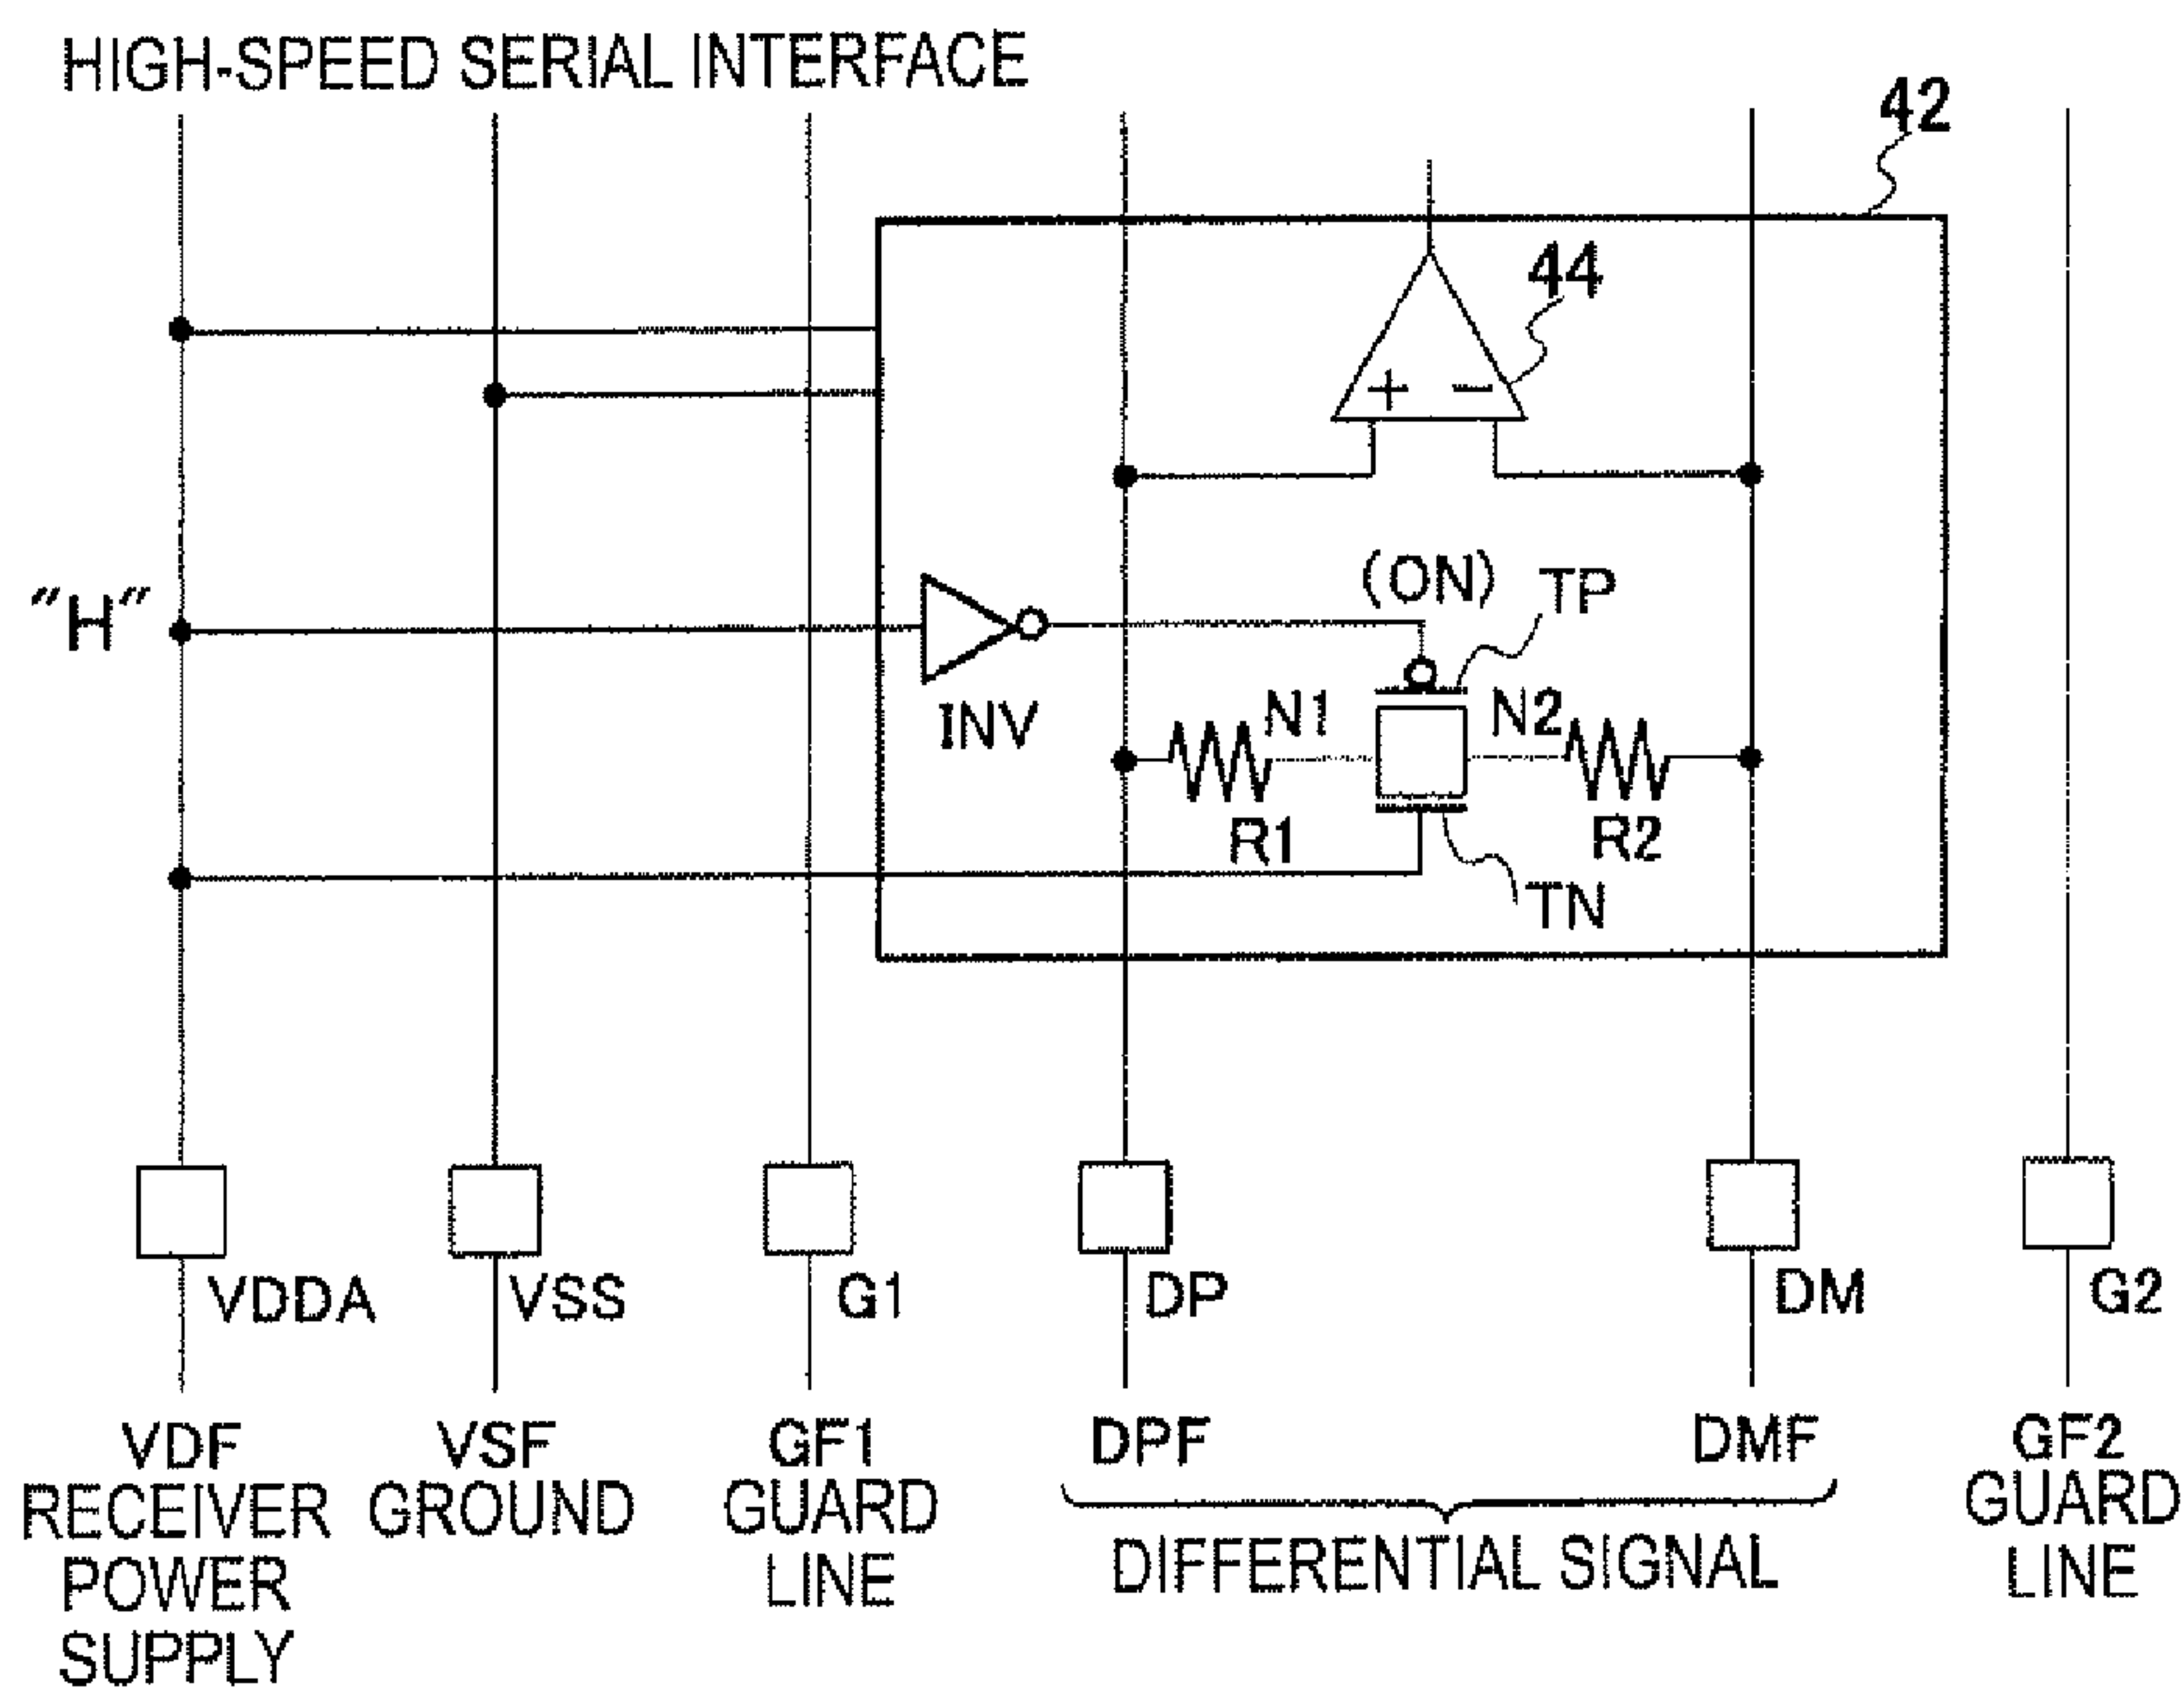 HIGH-SPEED SERIAL INTERFACE
42
44
+ −
"H"
(ON)
TP
INV
N1
N2
R1
R2
TN
VDDA
VSS
G1
DP
DM
G2
VDF
RECEIVER
POWER
SUPPLY
VSF
GROUND
GF1
GUARD
LINE
DPF
DMF
DIFFERENTIAL SIGNAL
GF2
GUARD
LINE